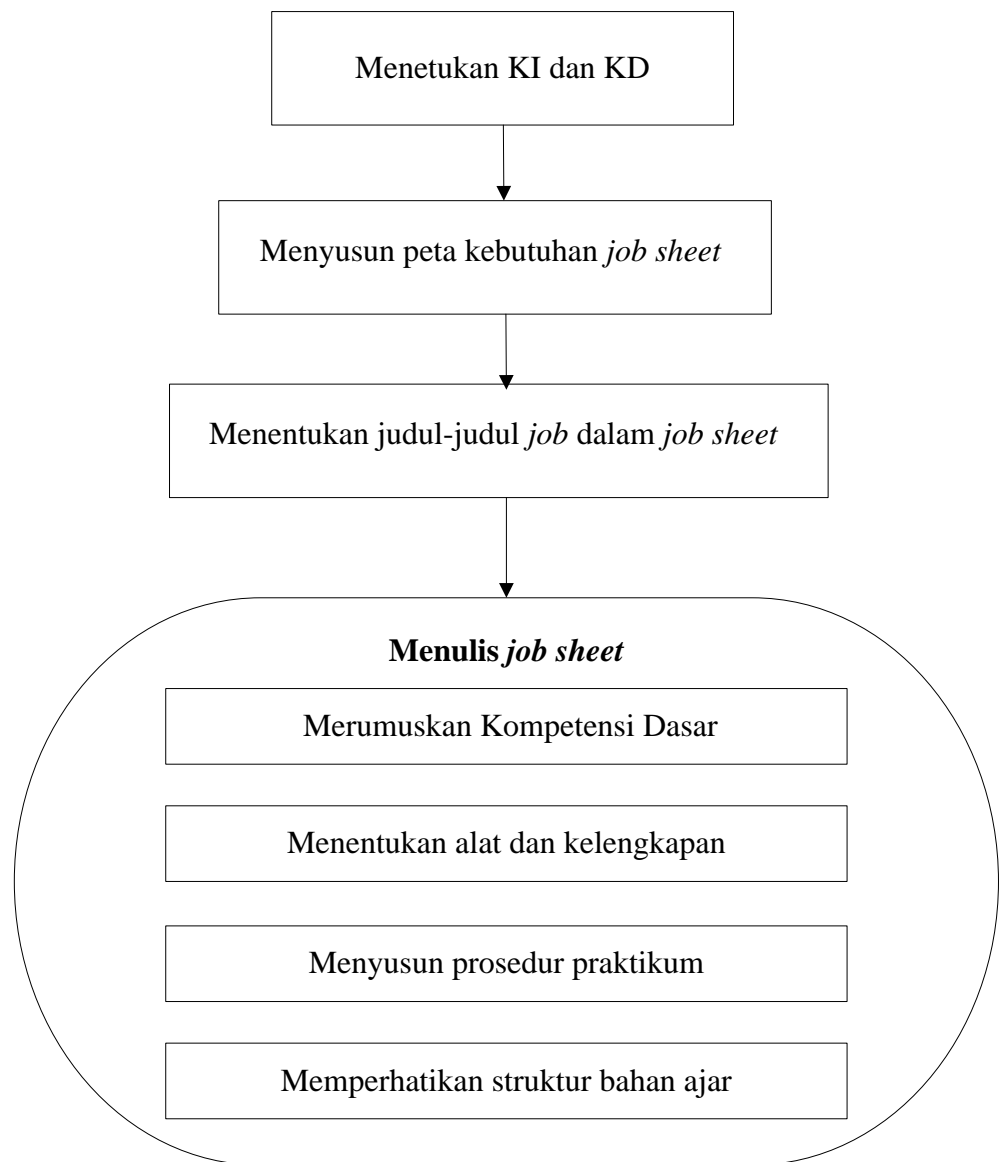 Menetukan KI dan KD
Menyusun peta kebutuhan job sheet
Menentukan judul-judul job dalam job sheet
Menulis job sheet
Merumuskan Kompetensi Dasar
Menentukan alat dan kelengkapan
Menyusun prosedur praktikum
Memperhatikan struktur bahan ajar